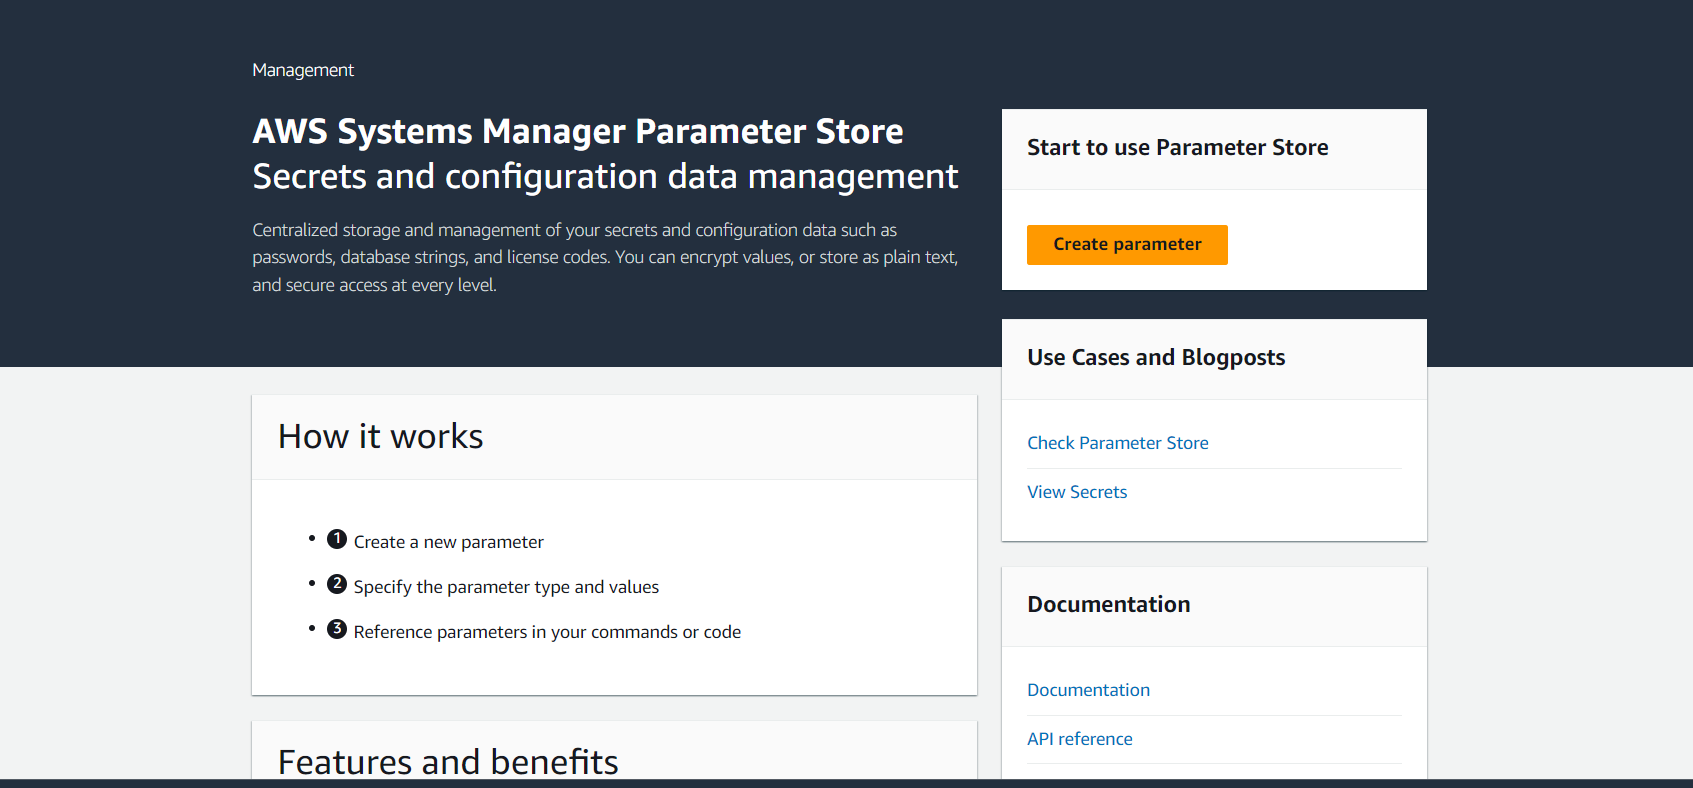 Management
AWS Systems Manager Parameter Store
Secrets and configuration data management
Centralized storage and management of your secrets and configuration data such as
passwords, database strings, and license codes. You can encrypt values, or store as plain text,
and secure access at every level.
Start to use Parameter Store
Create parameter
Use Cases and Blogposts
Check Parameter Store
View Secrets
How it works
1 Create a new parameter
2 Specify the parameter type and values
3 Reference parameters in your commands or code
Documentation
Documentation
API reference
Features and benefits